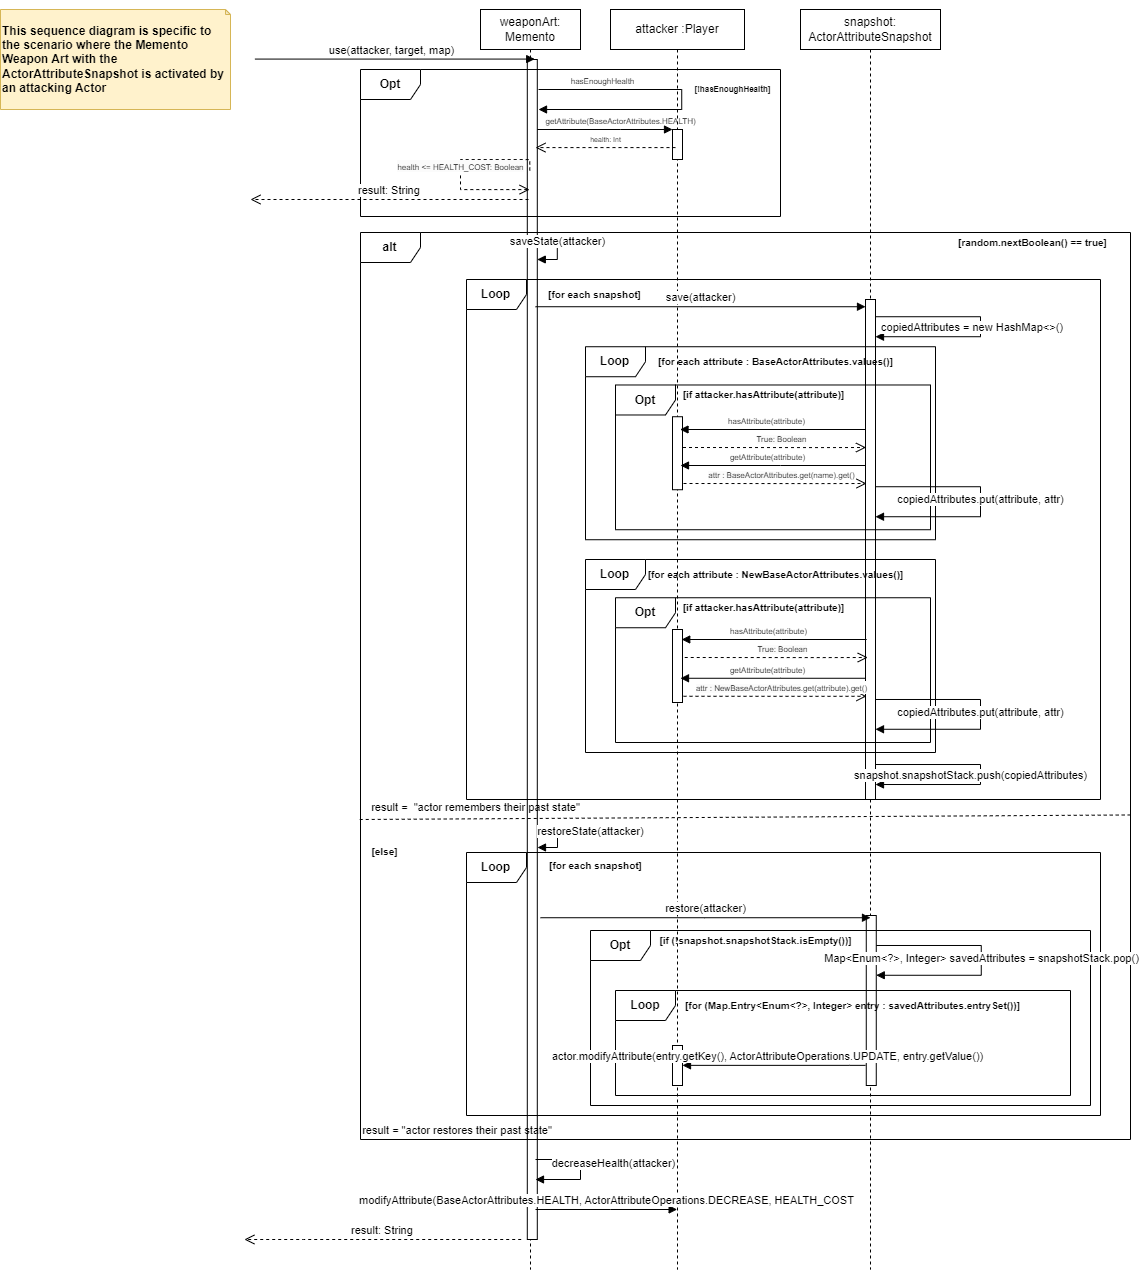 This sequence diagram is specific to
the scenario where the Memento
Weapon Art with the
ActorAttributeSnapshot is activated by
an attacking Actor
weaponArt:
Memento
attacker :Player
snapshot:
ActorAttributeSnapshot
use(attacker, target, map)
Opt
hasEnoughHealth
[!hasEnoughHealth]
getAttribute(BaseActorAttributes.HEALTH)
health: Int
health <= HEALTH_COST: Boolean
result: String
alt
saveState(attacker)
[random.nextBoolean() == true]
Loop
[for each snapshot]
save(attacker)
copiedAttributes = new HashMap<>()
Loop
[for each attribute : BaseActorAttributes.values()]
Opt
[if attacker.hasAttribute(attribute)]
hasAttribute(attribute)
True: Boolean
getAttribute(attribute)
attr : BaseActorAttributes.get(name).get()
copiedAttributes.put(attribute, attr)
Loop
[for each attribute : NewBaseActorAttributes.values()]
Opt
[if attacker.hasAttribute(attribute)]
hasAttribute(attribute)
True: Boolean
getAttribute(attribute)
attr : NewBaseActorAttributes.get(attribute).get()
copiedAttributes.put(attribute, attr)
snapshot.snapshotStack.push(copiedAttributes)
result =  "actor remembers their past state"
restoreState(attacker)
[else]
Loop
[for each snapshot]
restore(attacker)
Opt
[if (!snapshot.snapshotStack.isEmpty())]
Map<Enum<?>, Integer> savedAttributes = snapshotStack.pop()
Loop
[for (Map.Entry<Enum<?>, Integer> entry : savedAttributes.entrySet())]
actor.modifyAttribute(entry.getKey(), ActorAttributeOperations.UPDATE, entry.getValue())
result = "actor restores their past state"
decreaseHealth(attacker)
modifyAttribute(BaseActorAttributes.HEALTH, ActorAttributeOperations.DECREASE, HEALTH_COST
result: String